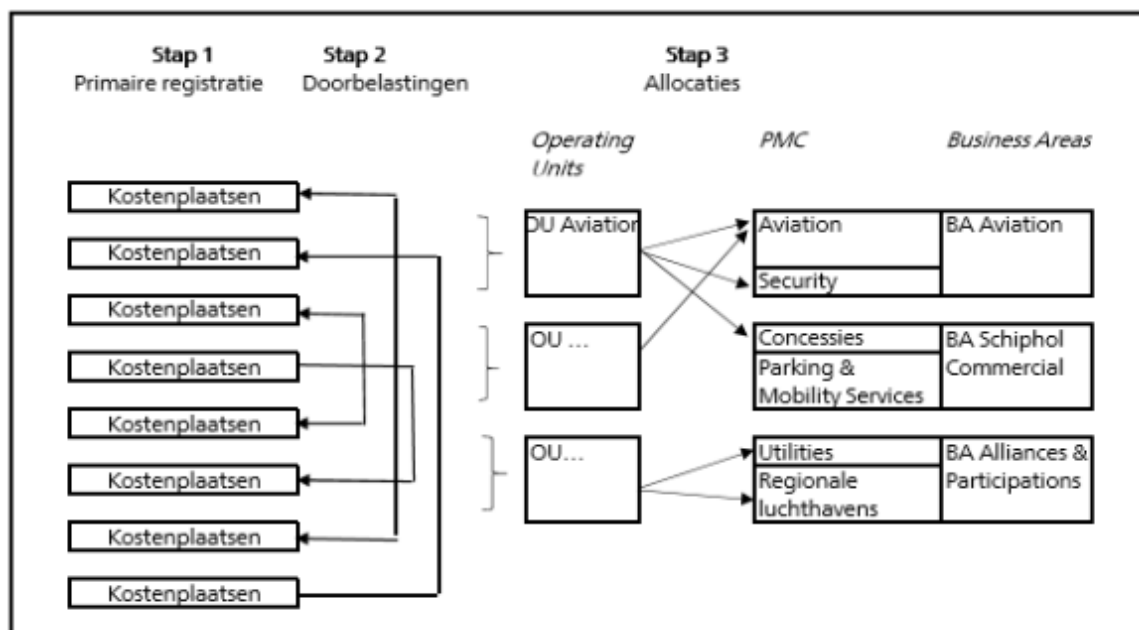 Stap 1
Primaire registratie
Stap 2
Doorbelastingen
Stap 3
Allocaties
Operating
Units
PMC
Business Areas
Kostenplaatsen
Kostenplaatsen
Kostenplaatsen
Kostenplaatsen
Kostenplaatsen
Kostenplaatsen
Kostenplaatsen
Kostenplaatsen
OU Aviation
OU ...
OU...
Aviation
Security
Concessies
Parking &
Mobility Services
Utilities
Regionale
luchthavens
BA Aviation
BA Schiphol
Commercial
BA Alliances &
Participations